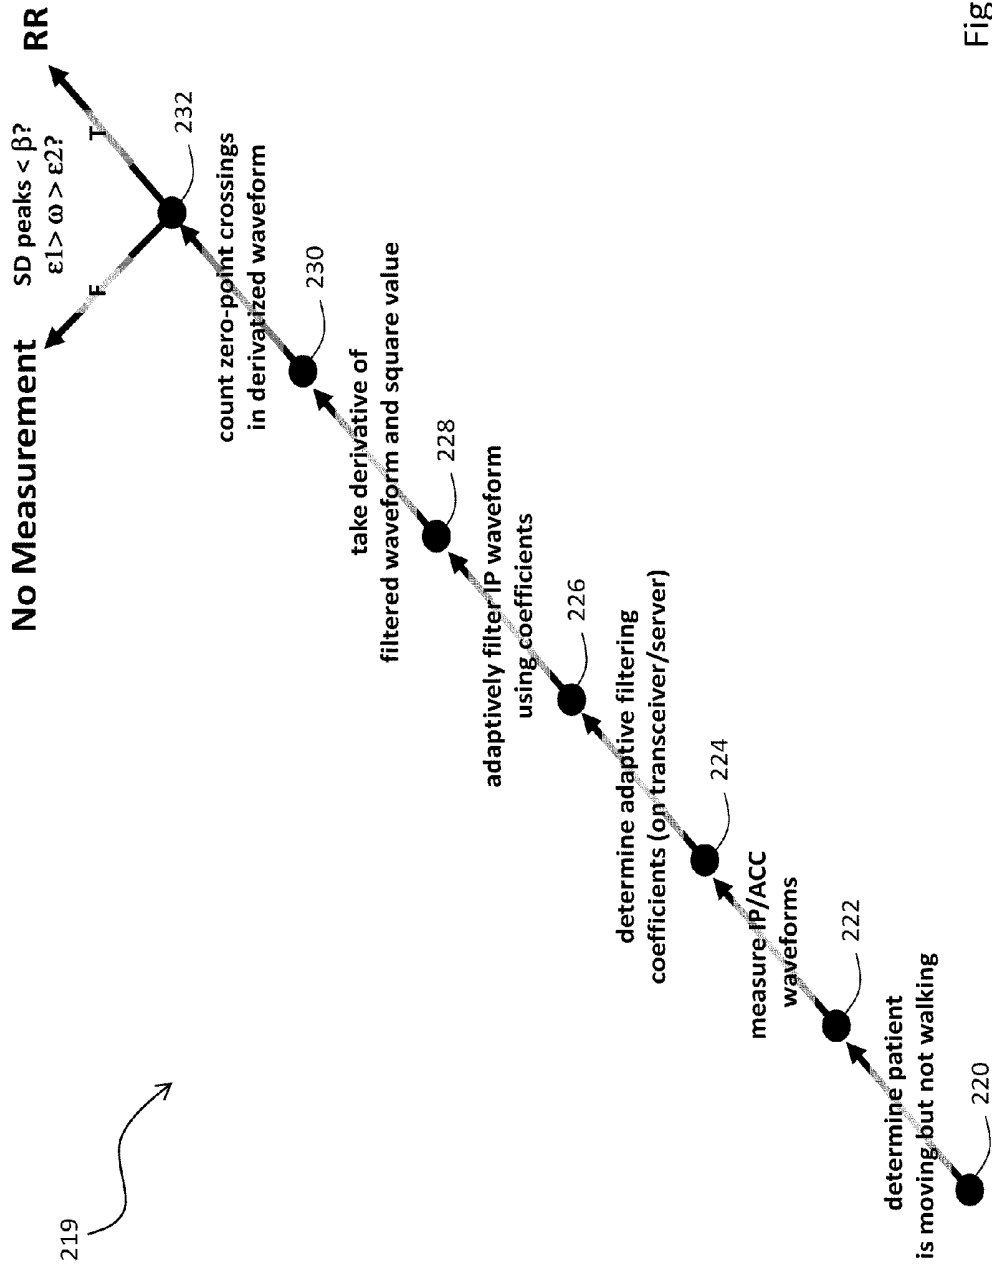 219
220
determine patient
is moving but not walking
222
measure IP/ACC
waveforms
224
determine adaptive filtering
coefficients (on transceiver/server)
226
adaptively filter IP waveform
using coefficients
228
take derivative of
filtered waveform and square value
230
count zero-point crossings
in derivatized waveform
232
SD peaks < β?
ε1> ω > ε2?
F
T
No Measurement
RR
Fig